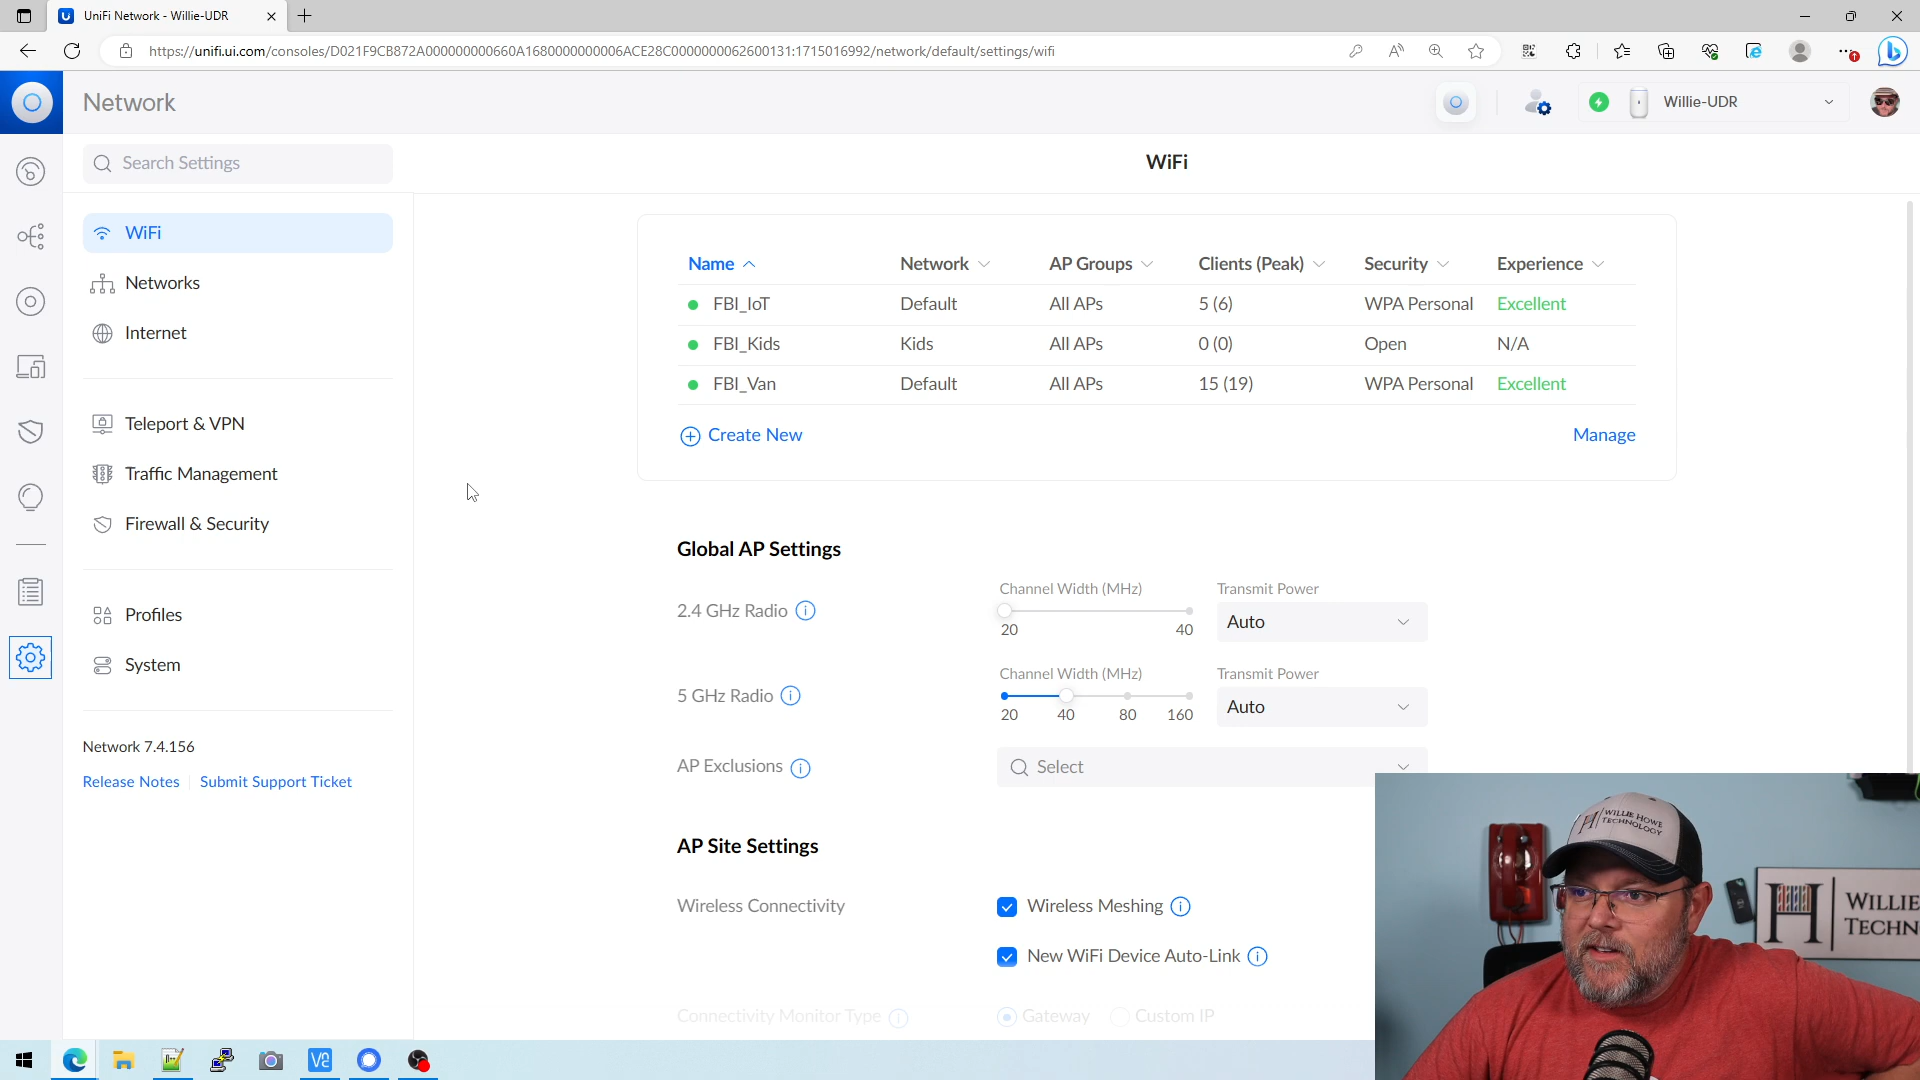 UniFi Network - Willie-UDR
https://unifi.ui.com/consoles/D021F9CB872A000000000660A1680000000006ACE28C0000000062600131:1715016992/network/default/settings/wifi
Network
Willie-UDR
Search Settings
WiFi
WiFi
Networks
Internet
Teleport & VPN
Traffic Management
Firewall & Security
Profiles
System
Network 7.4.156
Release Notes
Submit Support Ticket
Name Network AP Groups Clients (Peak) Security Experience
FBI_IoT Default All APs 5 (6) WPA Personal Excellent
FBI_Kids Kids All APs 0 (0) Open N/A
FBI_Van Default All APs 15 (19) WPA Personal Excellent
Create New
Manage
Global AP Settings
2.4 GHz Radio
Channel Width (MHz)
20 40
Transmit Power
Auto
5 GHz Radio
Channel Width (MHz)
20 40 80 160
Transmit Power
Auto
AP Exclusions
Select
AP Site Settings
Wireless Connectivity
Wireless Meshing
New WiFi Device Auto-Link
Connectivity Monitor Type
Gateway
Custom IP
WILLIE HOWE
TECHNOLOGY
WILLIE
TECHN